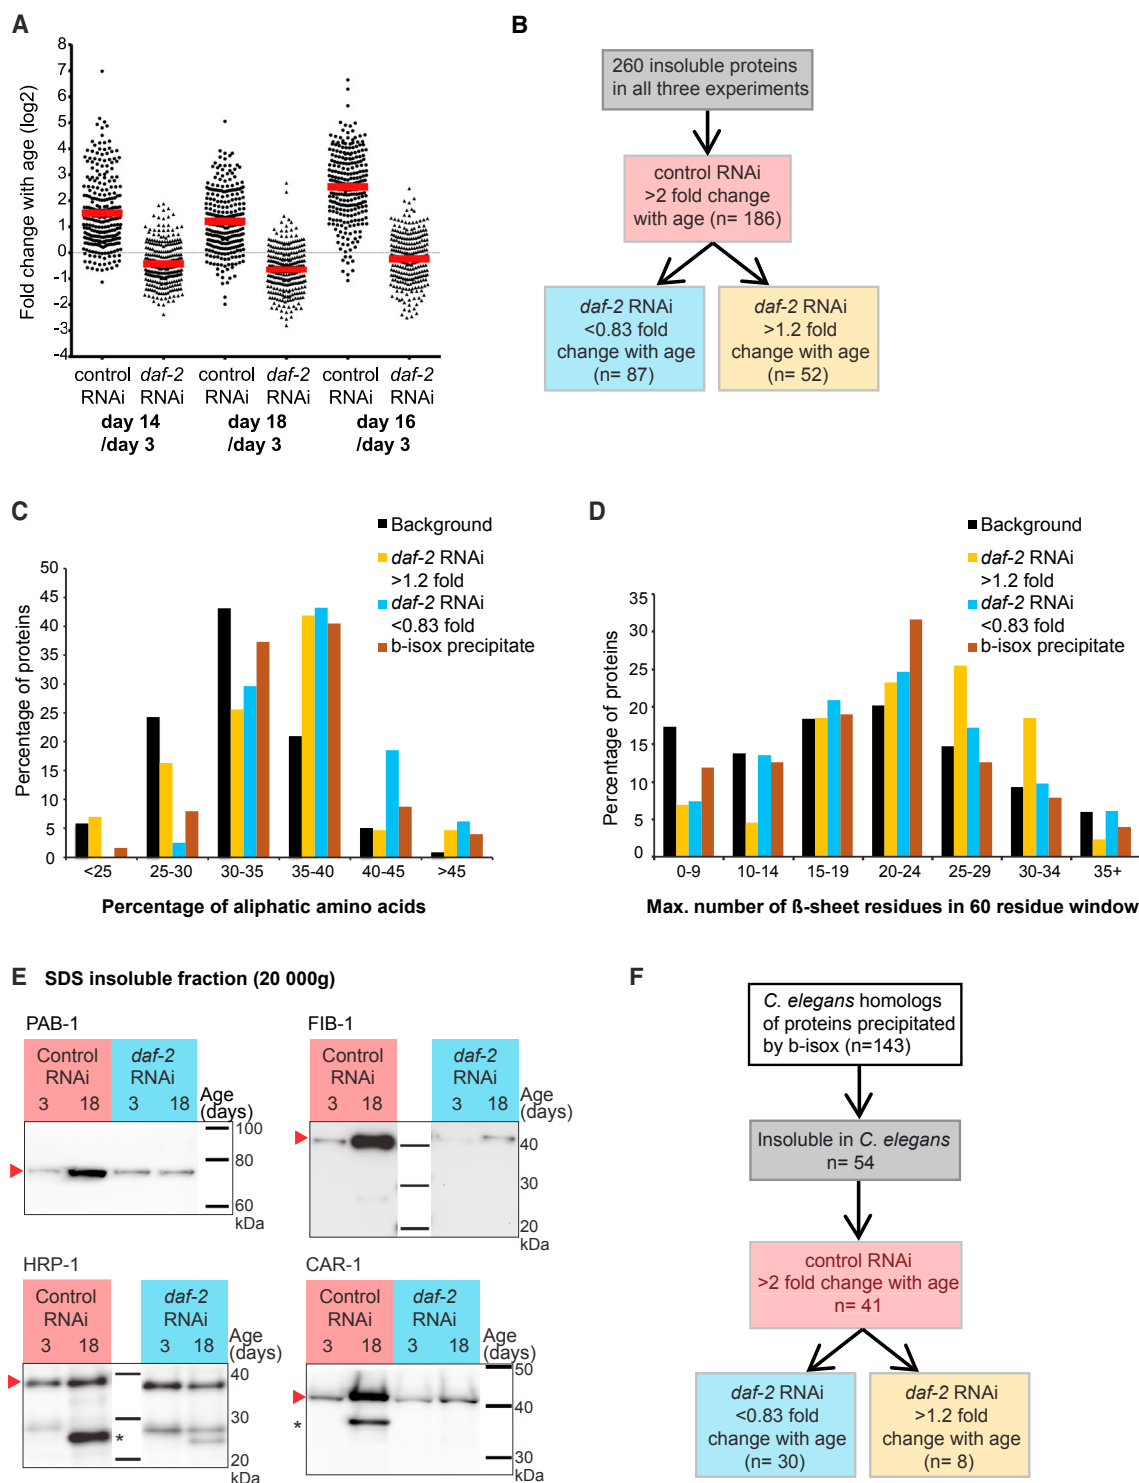 A
Fold change with age (log2)
8
7
6
5
4
3
2
1
0
-1
-2
-3
-4
control RNAi
daf-2 RNAi
control RNAi
daf-2 RNAi
control RNAi
daf-2 RNAi
day 14 /day 3
day 18 /day 3
day 16 /day 3
B
260 insoluble proteins
in all three experiments
control RNAi
>2 fold change
with age (n= 186)
daf-2 RNAi
<0.83 fold
change with age
(n= 87)
daf-2 RNAi
>1.2 fold
change with age
(n= 52)
C
Background
daf-2 RNAi
>1.2 fold
daf-2 RNAi
<0.83 fold
b-isox precipitate
Percentage of proteins
50
45
40
35
30
25
20
15
10
5
0
<25 25-30 30-35 35-40 40-45 >45
Percentage of aliphatic amino acids
D
Background
daf-2 RNAi
>1.2 fold
daf-2 RNAi
<0.83 fold
b-isox precipitate
Percentage of proteins
35
30
25
20
15
10
5
0
0-9 10-14 15-19 20-24 25-29 30-34 35+
Max. number of ß-sheet residues in 60 residue window
E SDS insoluble fraction (20 000g)
PAB-1
Control RNAi
daf-2 RNAi
3 18 3 18 Age (days)
100
80
60
kDa
FIB-1
Control RNAi
daf-2 RNAi
3 18 3 18
40
30
20
kDa
HRP-1
Control RNAi
daf-2 RNAi
3 18 3 18 Age (days)
40
30
*
20
kDa
CAR-1
Control RNAi
daf-2 RNAi
3 18 3 18 Age (days)
50
40
*
30
kDa
F
C. elegans homologs
of proteins precipitated
by b-isox (n=143)
Insoluble in C. elegans
n= 54
control RNAi
>2 fold change with age
n= 41
daf-2 RNAi
<0.83 fold
change with age
(n= 30)
daf-2 RNAi
>1.2 fold
change with age
(n= 8)